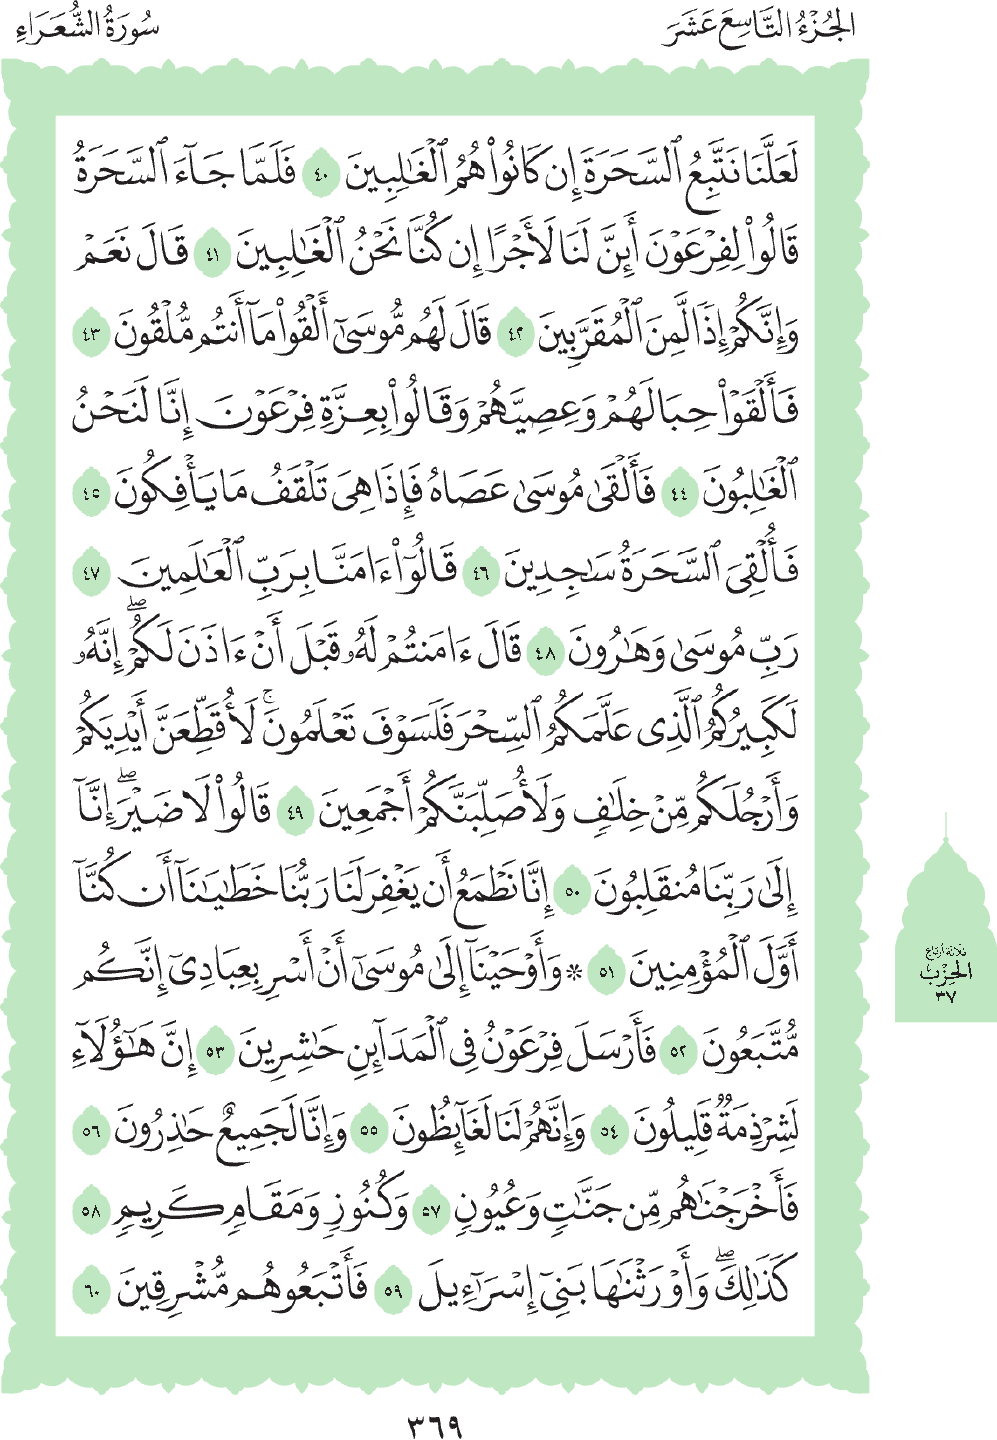 سُورَةُ الشُّعَرَاءِ
الجُزْءُ التَّاسِعَ عَشَرَ
لَعَلَّنَا نَتَّبِعُ ٱلسَّحَرَةَ إِن كَانُوا۟ هُمُ ٱلْغَـٰلِبِينَ ٤٠ فَلَمَّا جَآءَ ٱلسَّحَرَةُ
قَالُوا۟ لِفِرْعَوْنَ أَئِنَّ لَنَا لَأَجْرًا إِن كُنَّا نَحْنُ ٱلْغَـٰلِبِينَ ٤١ قَالَ نَعَمْ
وَإِنَّكُمْ إِذًا لَّمِنَ ٱلْمُقَرَّبِينَ ٤٢ قَالَ لَهُم مُّوسَىٰٓ أَلْقُوا۟ مَآ أَنتُم مُّلْقُونَ ٤٣
فَأَلْقَوْا۟ حِبَالَهُمْ وَعِصِيَّهُمْ وَقَالُوا۟ بِعِزَّةِ فِرْعَوْنَ إِنَّا لَنَحْنُ
ٱلْغَـٰلِبُونَ ٤٤ فَأَلْقَىٰ مُوسَىٰ عَصَاهُ فَإِذَا هِىَ تَلْقَفُ مَا يَأْفِكُونَ ٤٥
فَأُلْقِىَ ٱلسَّحَرَةُ سَـٰجِدِينَ ٤٦ قَالُوٓا۟ ءَامَنَّا بِرَبِّ ٱلْعَـٰلَمِينَ ٤٧
رَبِّ مُوسَىٰ وَهَـٰرُونَ ٤٨ قَالَ ءَامَنتُمْ لَهُۥ قَبْلَ أَنْ ءَاذَنَ لَكُمْ ۖ إِنَّهُۥ
لَكَبِيرُكُمُ ٱلَّذِى عَلَّمَكُمُ ٱلسِّحْرَ فَلَسَوْفَ تَعْلَمُونَ ۚ لَأُقَطِّعَنَّ أَيْدِيَكُمْ
وَأَرْجُلَكُم مِّنْ خِلَـٰفٍ وَلَأُصَلِّبَنَّكُمْ أَجْمَعِينَ ٤٩ قَالُوا۟ لَا ضَيْرَ ۖ إِنَّآ
إِلَىٰ رَبِّنَا مُنقَلِبُونَ ٥٠ إِنَّا نَطْمَعُ أَن يَغْفِرَ لَنَا رَبُّنَا خَطَـٰيَـٰنَآ أَن كُنَّآ
أَوَّلَ ٱلْمُؤْمِنِينَ ٥١ * وَأَوْحَيْنَآ إِلَىٰ مُوسَىٰٓ أَنْ أَسْرِ بِعِبَادِىٓ إِنَّكُم
مُّتَّبَعُونَ ٥٢ فَأَرْسَلَ فِرْعَوْنُ فِى ٱلْمَدَآئِنِ حَـٰشِرِينَ ٥٣ إِنَّ هَـٰٓؤُلَآءِ
لَشِرْذِمَةٌ قَلِيلُونَ ٥٤ وَإِنَّهُمْ لَنَا لَغَآئِظُونَ ٥٥ وَإِنَّا لَجَمِيعٌ حَـٰذِرُونَ ٥٦
فَأَخْرَجْنَـٰهُم مِّن جَنَّـٰتٍ وَعُيُونٍ ٥٧ وَكُنُوزٍ وَمَقَامٍ كَرِيمٍ ٥٨
كَذَٰلِكَ ۖ وَأَوْرَثْنَـٰهَا بَنِىٓ إِسْرَٰٓءِيلَ ٥٩ فَأَتْبَعُوهُم مُّشْرِقِينَ ٦٠
ثلاثة أرباع
الحِزْب
٣٧
٣٦٩